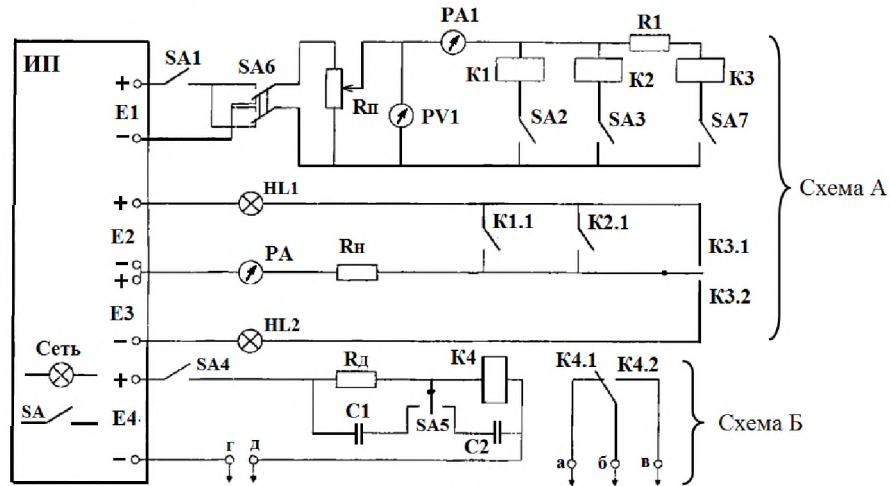 ИП
+
E1
−
SA1
SA6
Rп
PV1
PA1
K1
SA2
K2
SA3
R1
K3
SA7
+
E2
−
+
E3
−
HL1
PA
Rн
HL2
K1.1
K2.1
K3.1
K3.2
Схема А
Сеть
SA
+
E4
−
SA4
Rд
C1
SA5
C2
K4
г
д
K4.1
K4.2
а
б
в
Схема Б